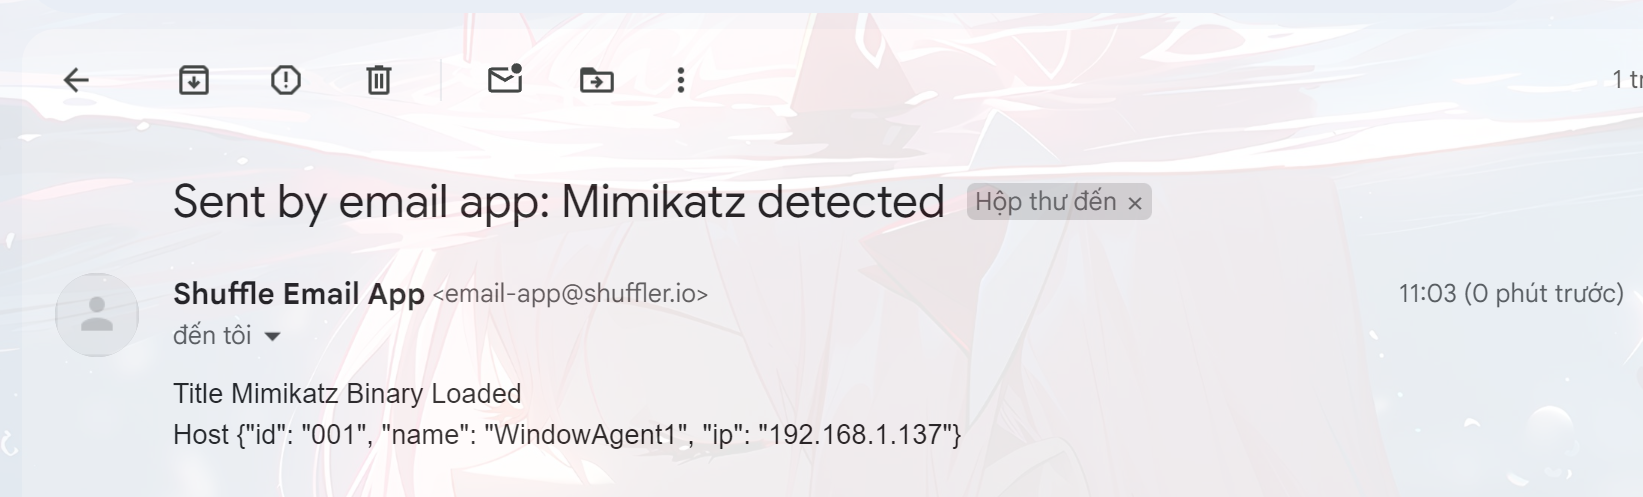 1 tr
Sent by email app: Mimikatz detected Hộp thư đến ×
Shuffle Email App <email-app@shuffler.io> 11:03 (0 phút trước)
đến tôi
Title Mimikatz Binary Loaded
Host {"id": "001", "name": "WindowAgent1", "ip": "192.168.1.137"}